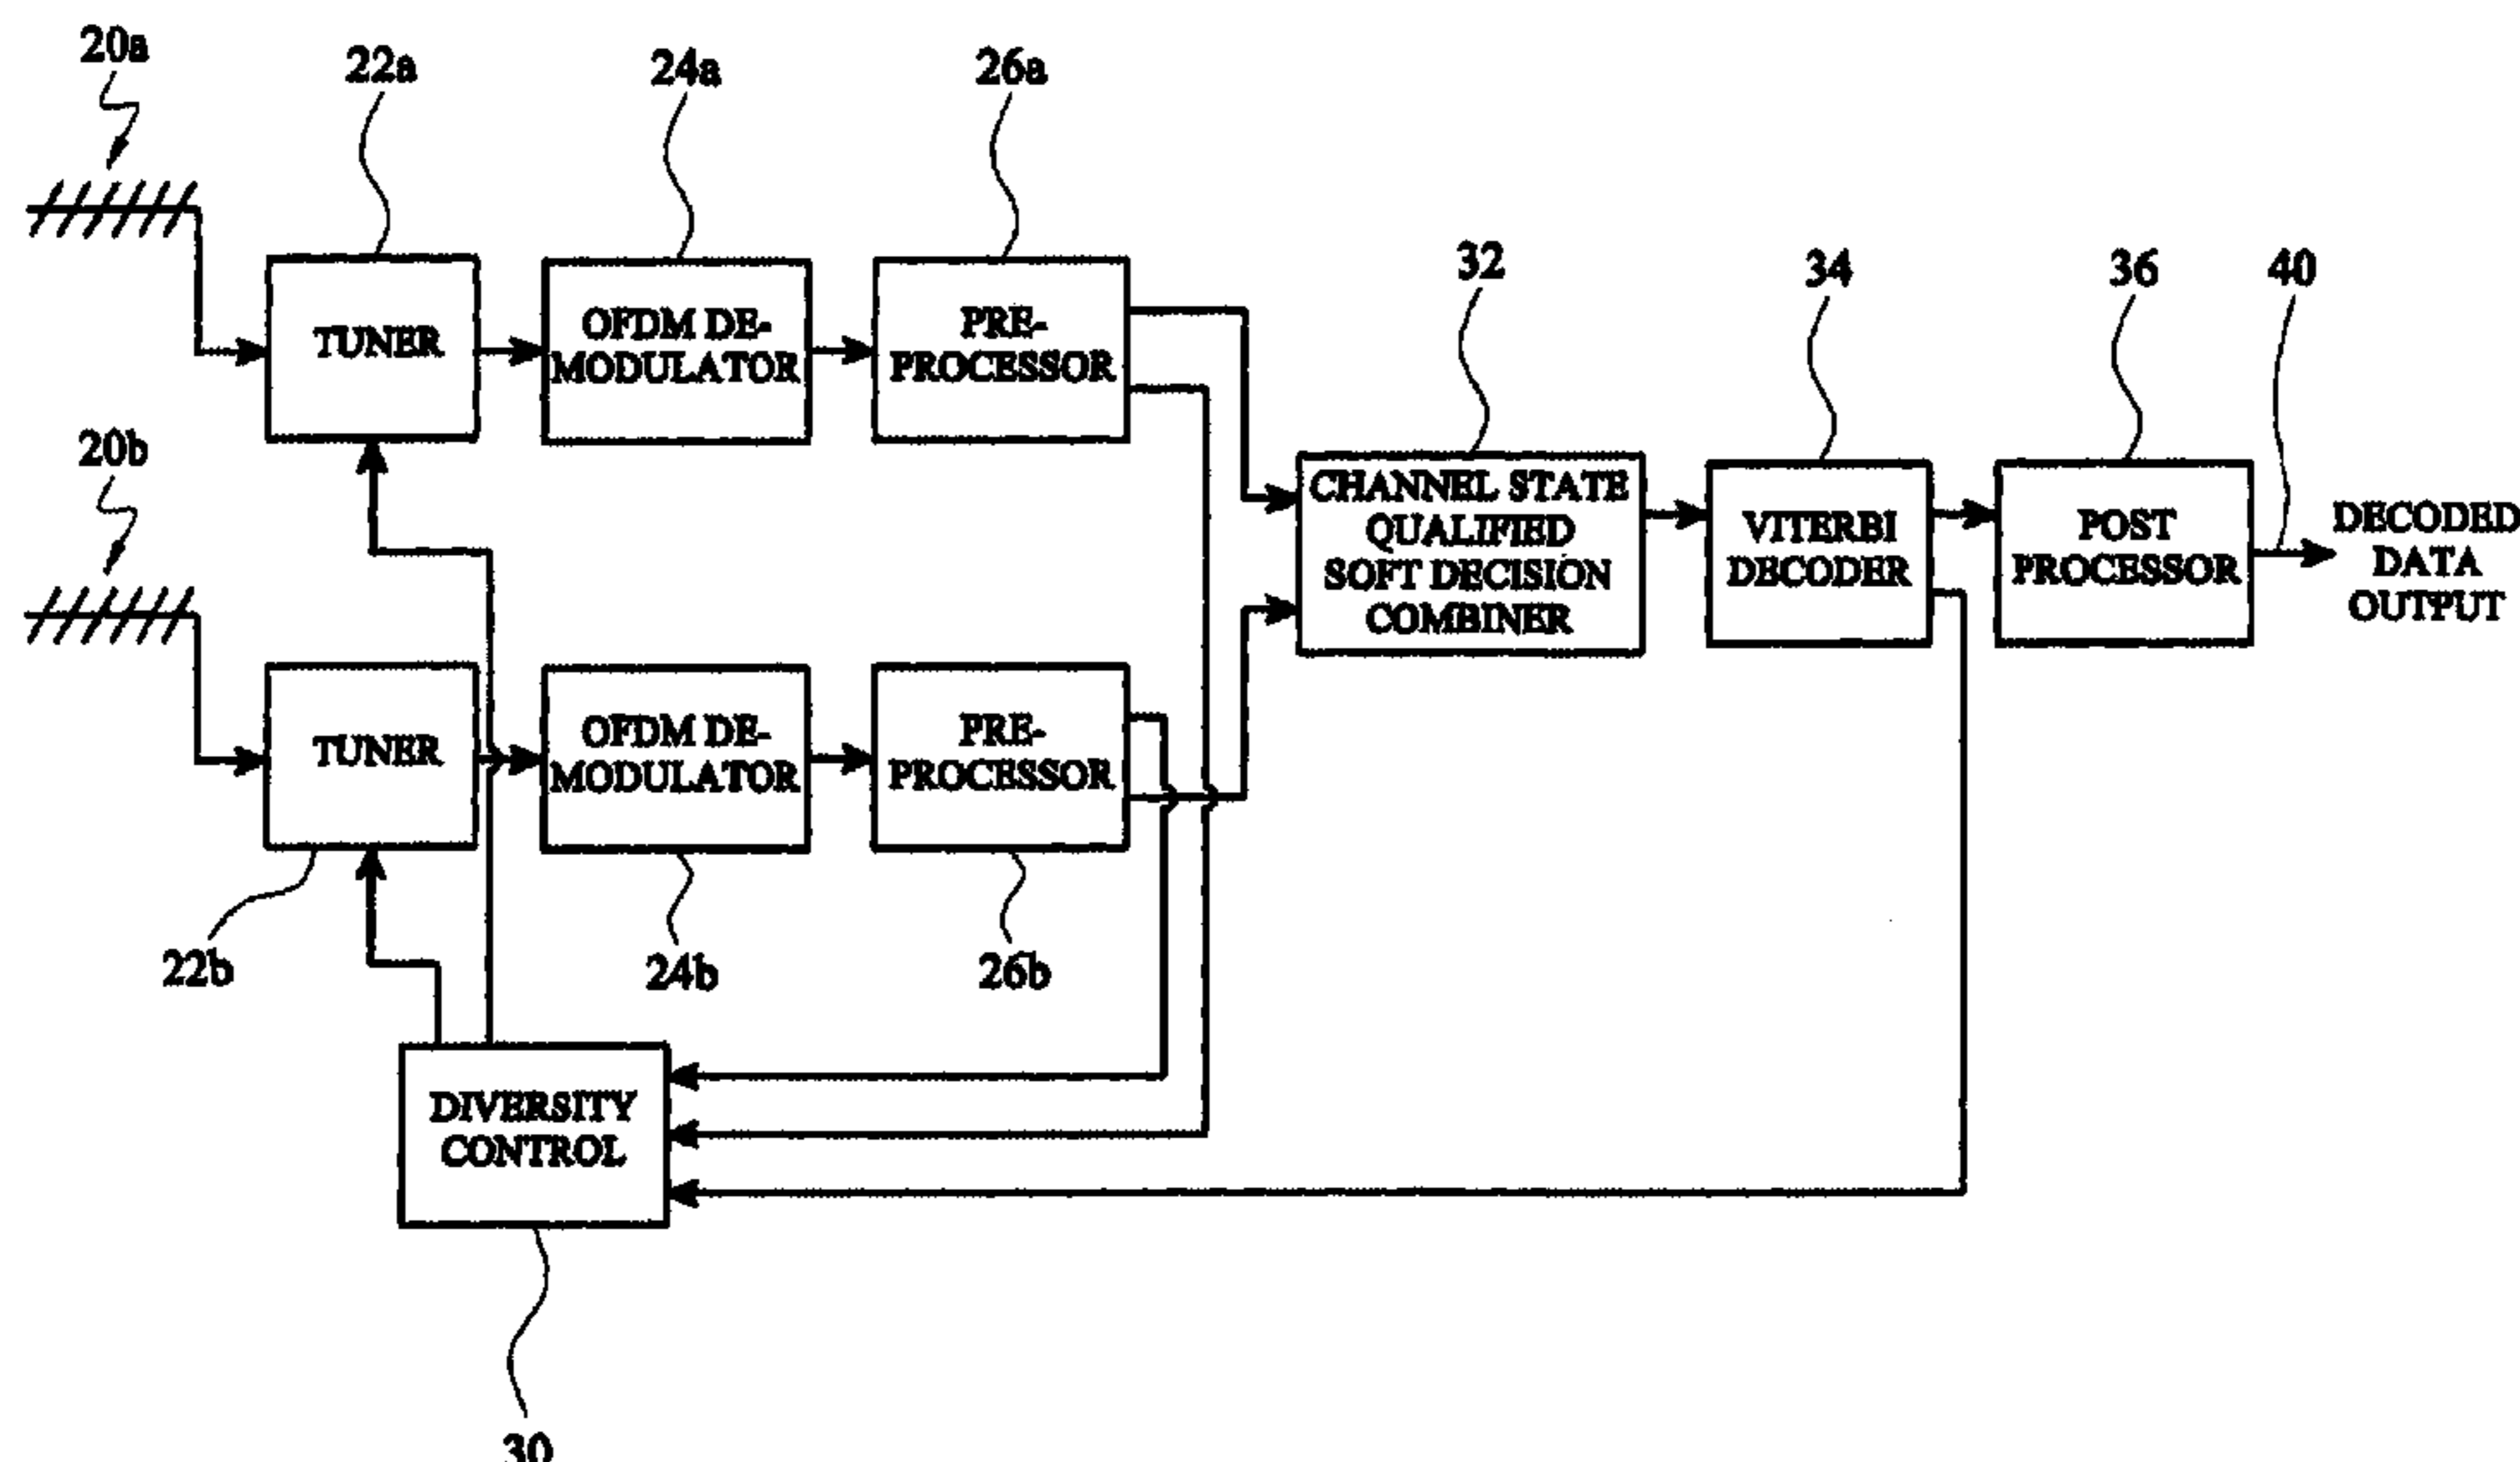 20a
22a
24a
26a
TUNER
OFDM DE-
MODULATOR
PRE-
PROCESSOR
20b
32
34
36
40
CHANNEL STATE
QUALIFIED
SOFT DECISION
COMBINER
VITERBI
DECODER
POST
PROCESSOR
DECODED
DATA
OUTPUT
TUNER
OFDM DE-
MODULATOR
PRE-
PROCESSOR
22b
24b
26b
DIVERSITY
CONTROL
30